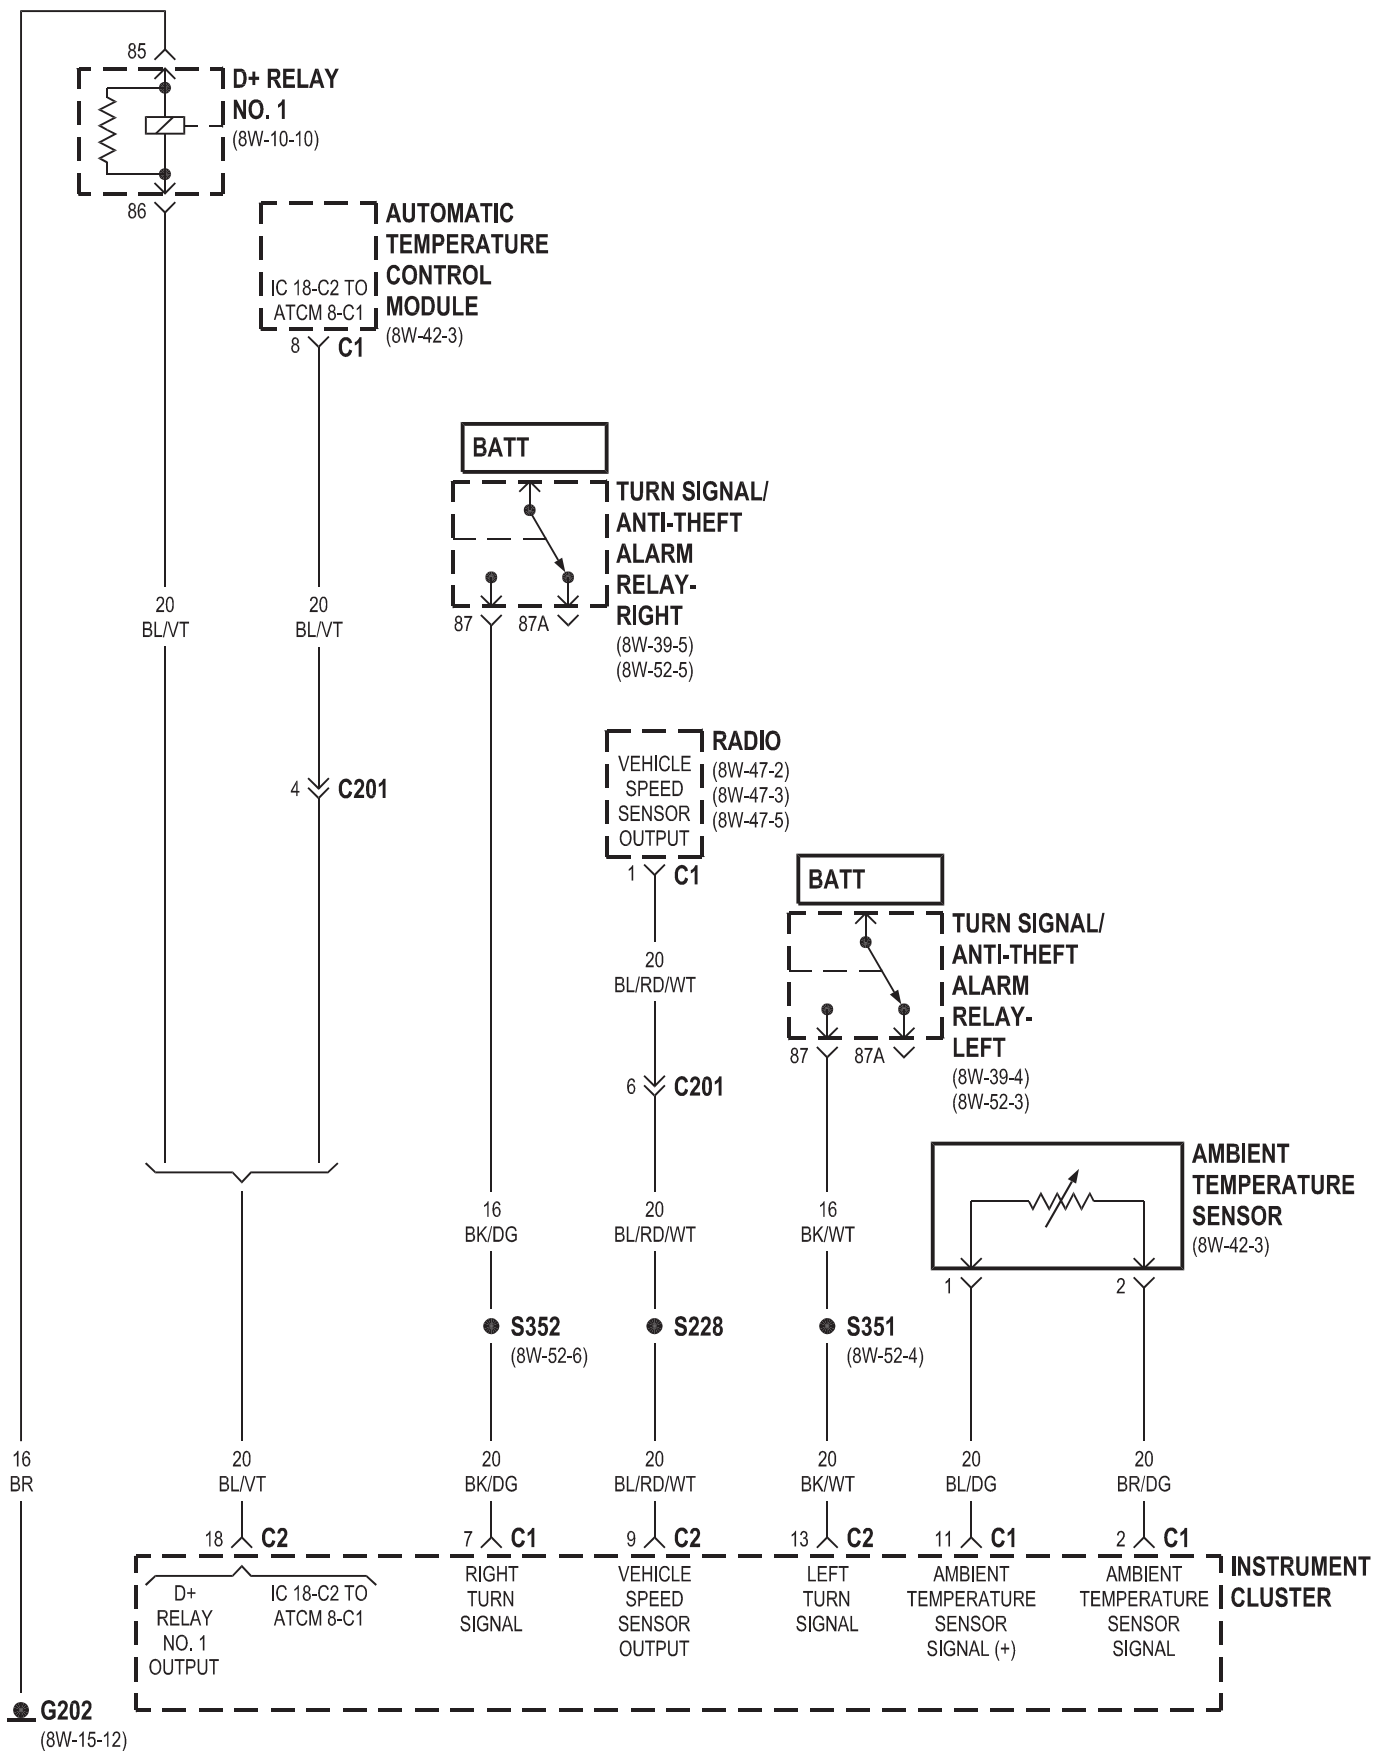 85
D+ RELAY
NO. 1
(8W-10-10)
86
AUTOMATIC
TEMPERATURE
CONTROL
MODULE
(8W-42-3)
IC 18-C2 TO
ATCM 8-C1
8 C1
BATT
TURN SIGNAL/
ANTI-THEFT
ALARM
RELAY-
RIGHT
(8W-39-5)
(8W-52-5)
87 87A
20
BL/VT
20
BL/VT
4 C201
RADIO
(8W-47-2)
(8W-47-3)
(8W-47-5)
VEHICLE
SPEED
SENSOR
OUTPUT
1 C1
BATT
TURN SIGNAL/
ANTI-THEFT
ALARM
RELAY-
LEFT
(8W-39-4)
(8W-52-3)
87 87A
20
BL/RD/WT
6 C201
AMBIENT
TEMPERATURE
SENSOR
(8W-42-3)
1 2
16
BK/DG
20
BL/RD/WT
16
BK/WT
S352
(8W-52-6)
S228
S351
(8W-52-4)
16
BR
20
BL/VT
20
BK/DG
20
BL/RD/WT
20
BK/WT
20
BL/DG
20
BR/DG
18 C2
7 C1
9 C2
13 C2
11 C1
2 C1
INSTRUMENT
CLUSTER
D+
RELAY
NO. 1
OUTPUT
IC 18-C2 TO
ATCM 8-C1
RIGHT
TURN
SIGNAL
VEHICLE
SPEED
SENSOR
OUTPUT
LEFT
TURN
SIGNAL
AMBIENT
TEMPERATURE
SENSOR
SIGNAL (+)
AMBIENT
TEMPERATURE
SENSOR
SIGNAL
G202
(8W-15-12)